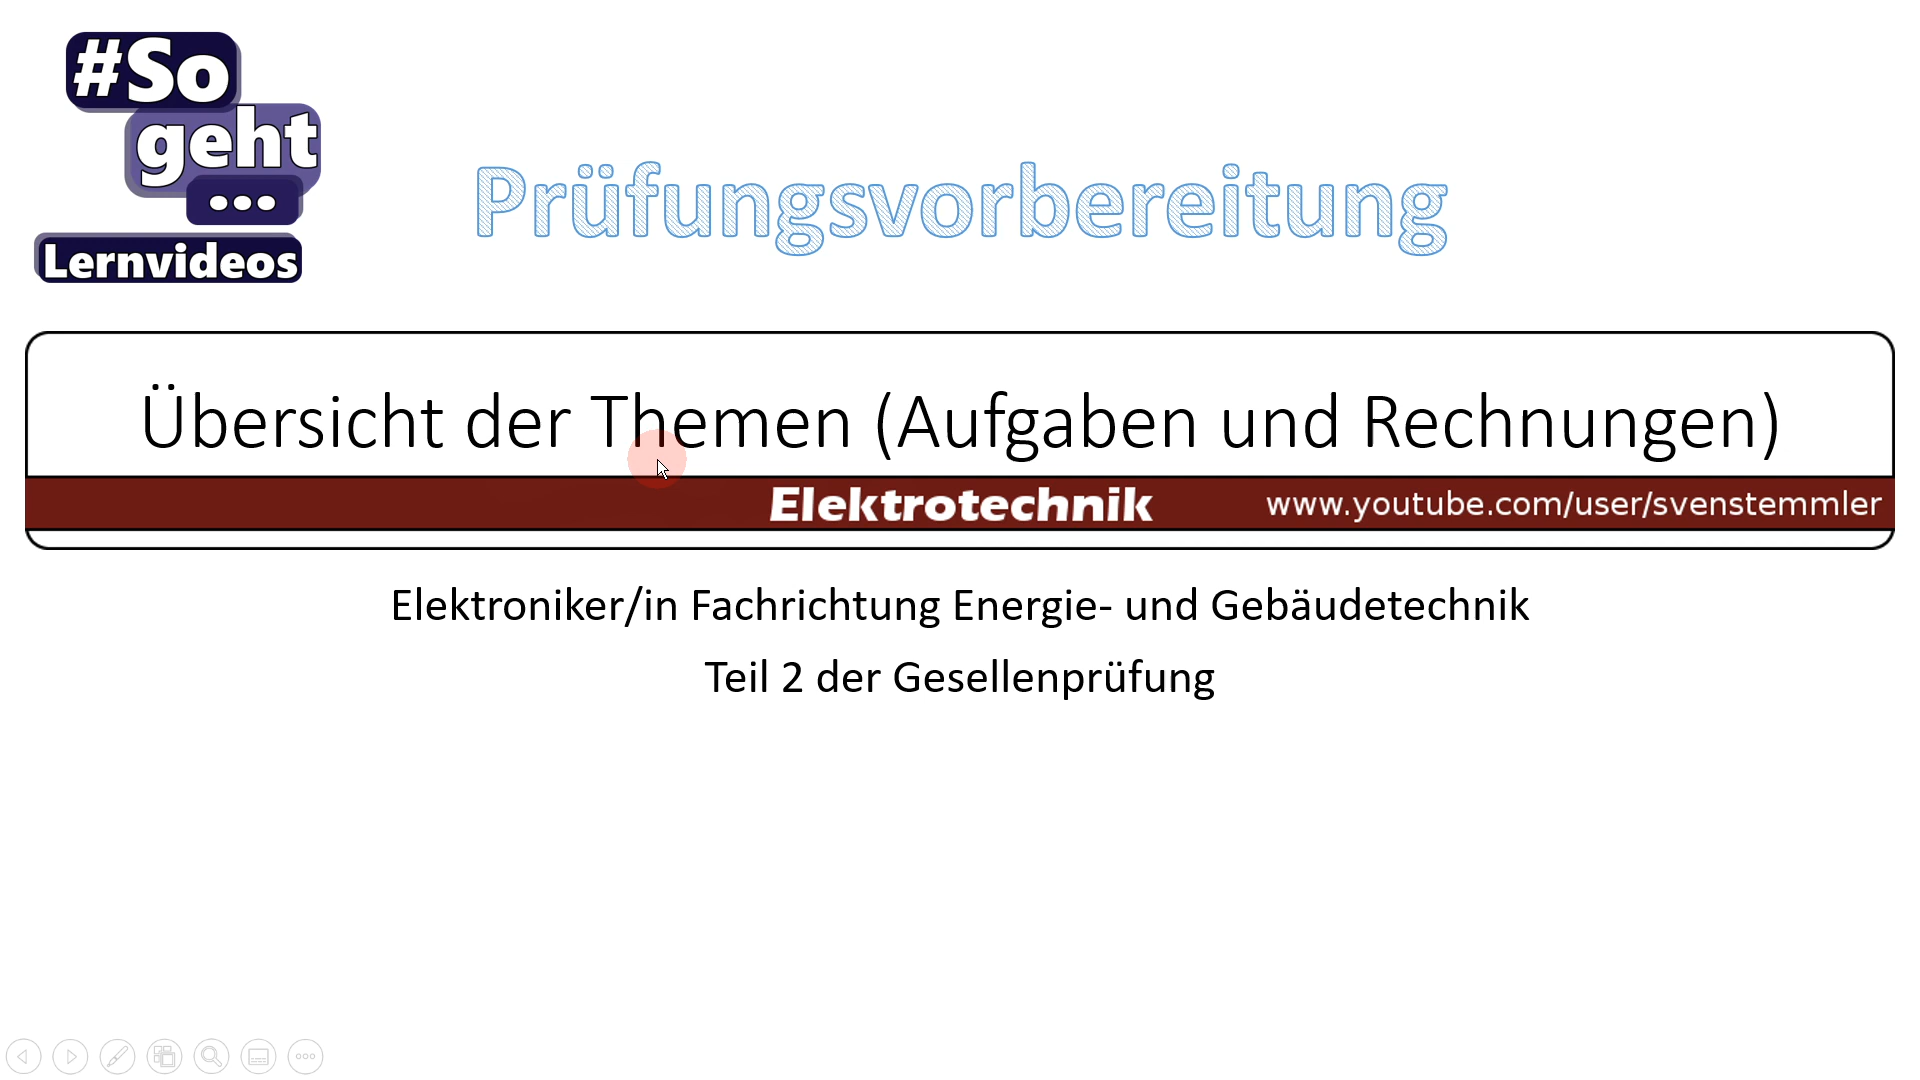 #So
geht
...
Lernvideos
Prüfungsvorbereitung
Übersicht der Themen (Aufgaben und Rechnungen)
Elektrotechnik www.youtube.com/user/svenstemmler
Elektroniker/in Fachrichtung Energie- und Gebäudetechnik
Teil 2 der Gesellenprüfung